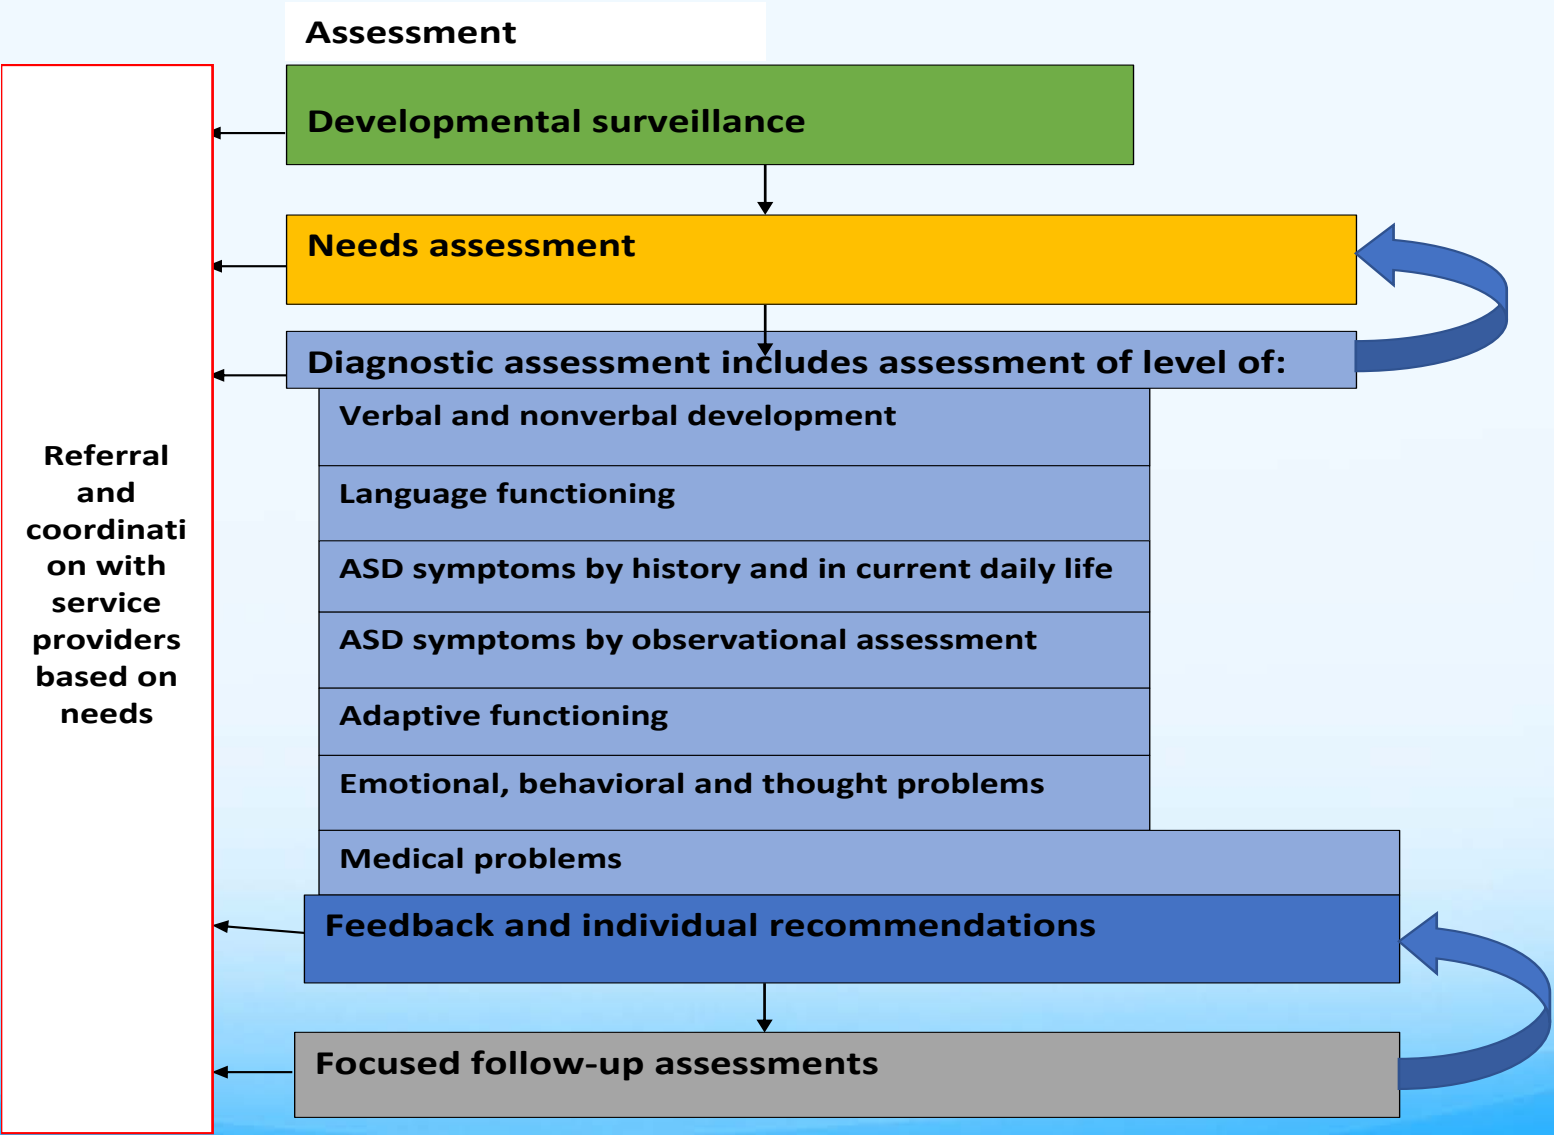 Assessment
Developmental surveillance
Needs assessment
Diagnostic assessment includes assessment of level of:
Verbal and nonverbal development
Language functioning
ASD symptoms by history and in current daily life
ASD symptoms by observational assessment
Adaptive functioning
Emotional, behavioral and thought problems
Medical problems
Feedback and individual recommendations
Focused follow-up assessments
Referral
and
coordinati
on with
service
providers
based on
needs